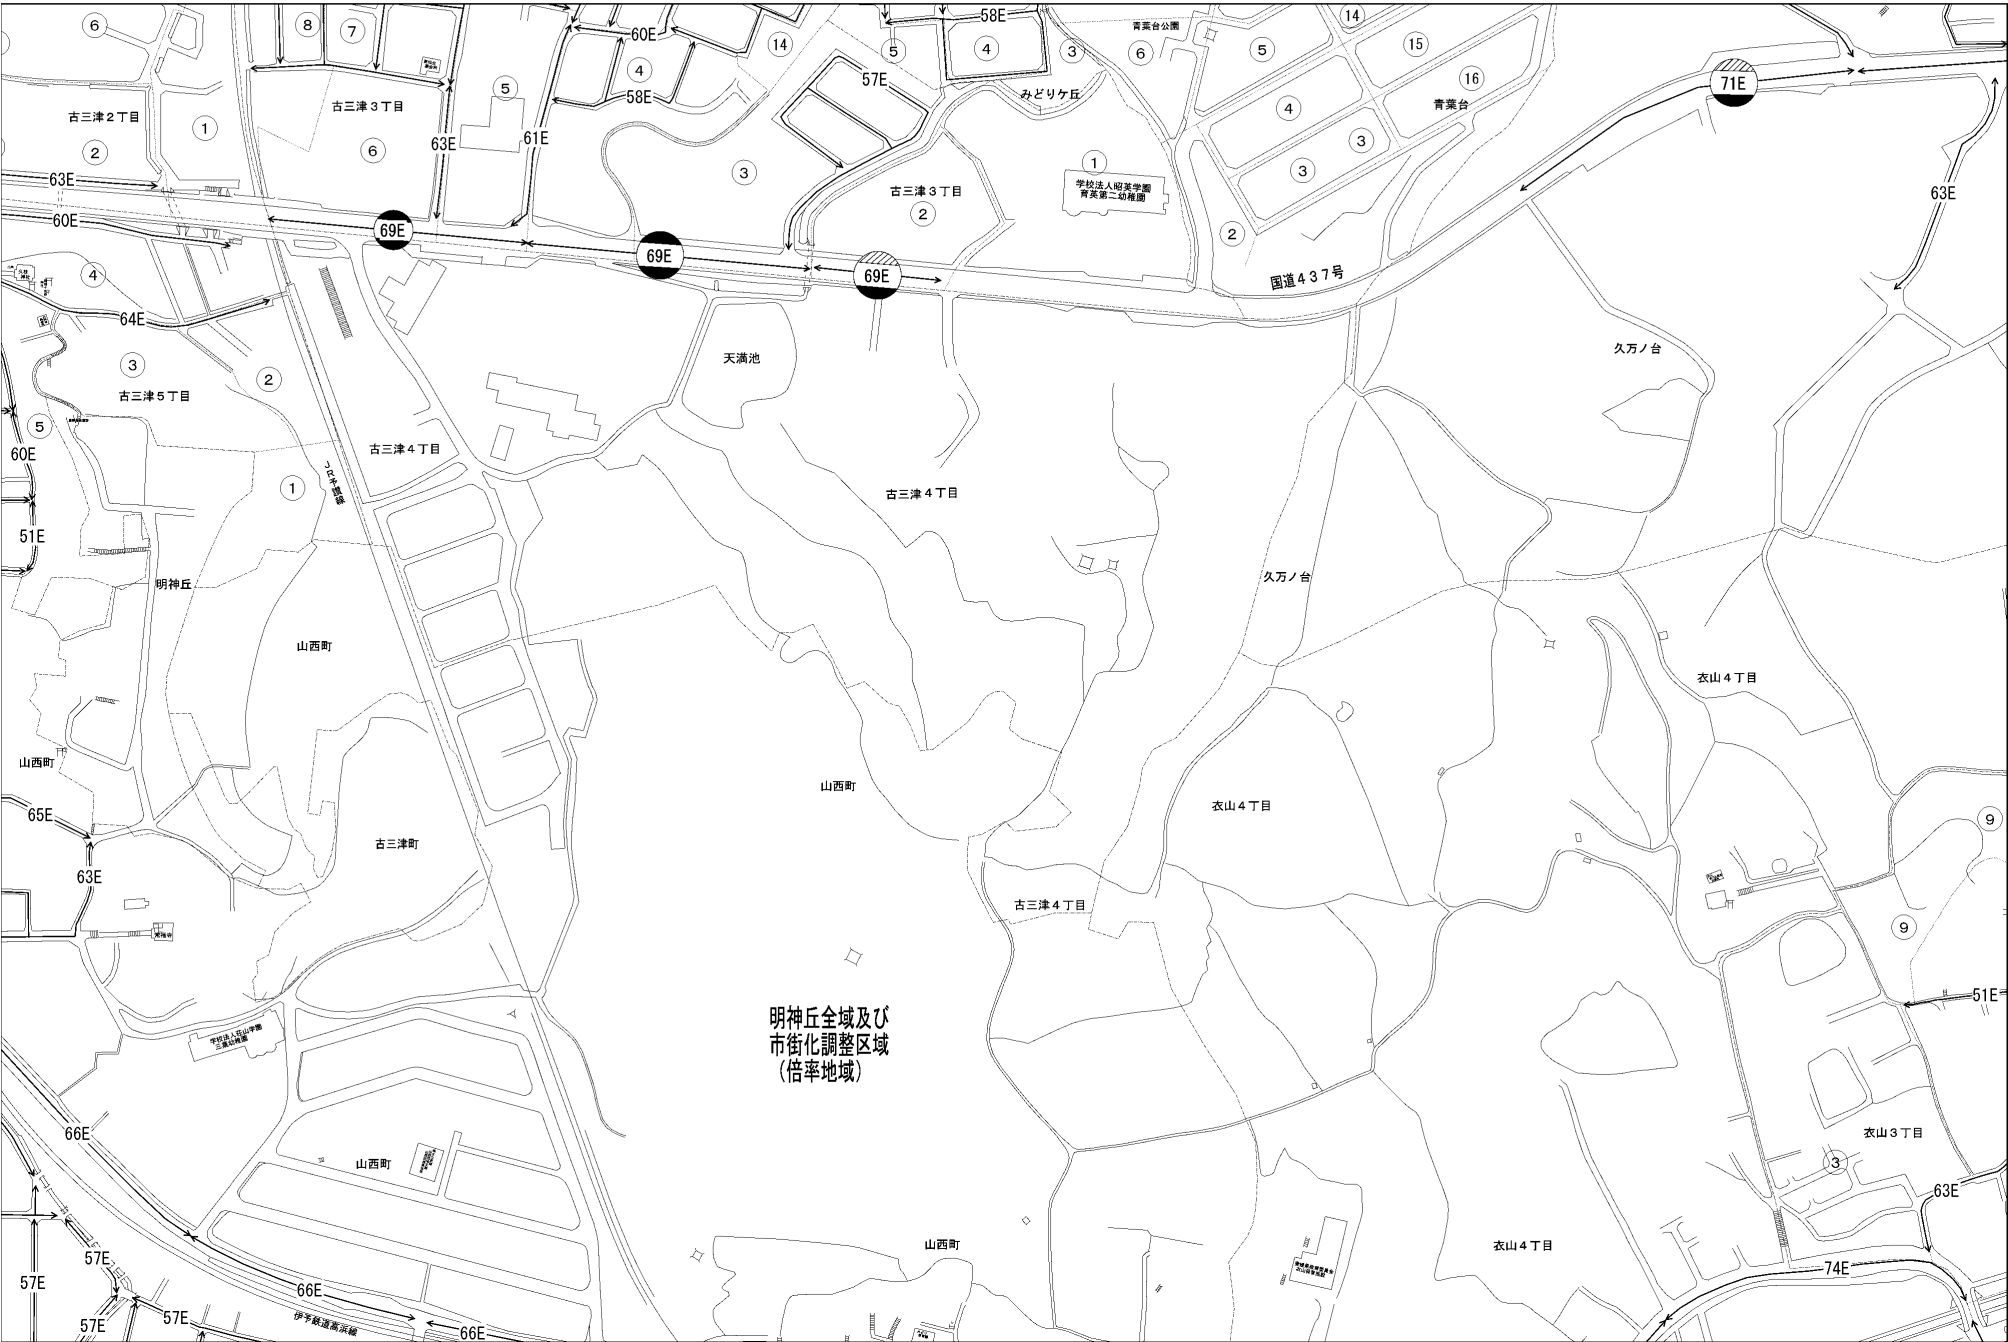 58E
60E
⑥
⑧
⑦
⑭
⑤
④
③
⑥
青葉台公園
⑤
⑭
⑮
⑯
青葉台
④
58E
⑤
57E
みどりケ丘
71E
古三津2丁目
古三津3丁目
①
②
⑥
63E
61E
③
古三津3丁目
②
①
学校法人昭英学園
育英第二幼稚園
④
③
③
②
63E
63E
60E
69E
69E
69E
国道437号
④
64E
天満池
久万ノ台
③
②
古三津5丁目
⑤
60E
古三津4丁目
JR予讃線
①
古三津4丁目
51E
明神丘
久万ノ台
山西町
衣山4丁目
山西町
山西町
衣山4丁目
65E
⑨
古三津町
63E
古三津4丁目
⑨
51E
明神丘全域及び
市街化調整区域
(倍率地域)
学校法人荘山学園
三葉幼稚園
66E
山西町
衣山3丁目
③
63E
57E
57E
山西町
衣山4丁目
74E
66E
57E
57E
伊予鉄道高浜線
66E